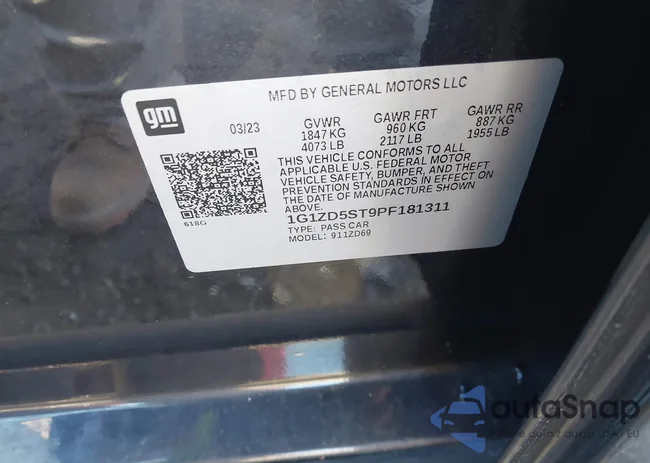 MFD BY GENERAL MOTORS LLC
gm
03/23
GVWR
1847 KG
4073 LB
GAWR FRT
960 KG
2117 LB
GAWR RR
887 KG
1955 LB
THIS VEHICLE CONFORMS TO ALL
APPLICABLE U.S. FEDERAL MOTOR
VEHICLE SAFETY, BUMPER, AND THEFT
PREVENTION STANDARDS IN EFFECT ON
THE DATE OF MANUFACTURE SHOWN
ABOVE.
618G
1G1ZD5ST9PF181311
TYPE: PASS CAR
MODEL: 911ZD69
autoSnap